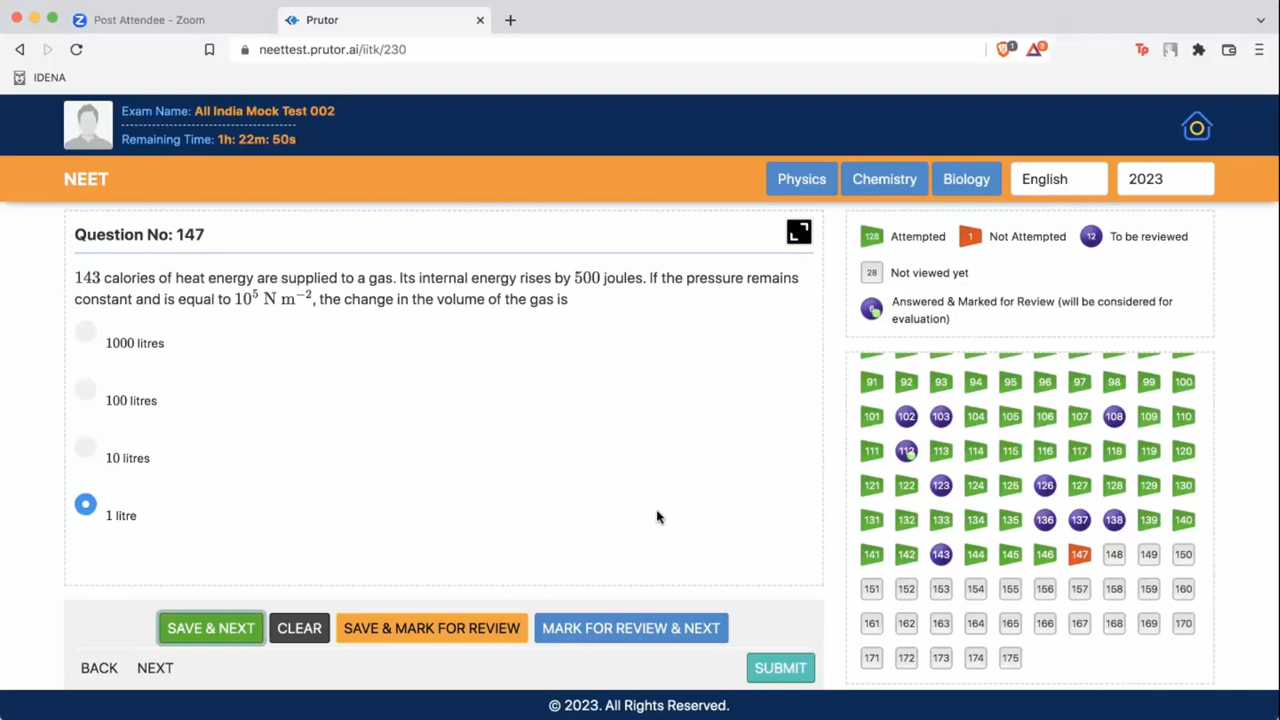 Post Attendee - Zoom
Prutor
neettest.prutor.ai/iitk/230
1
3
Tp
IDENA
Exam Name: All India Mock Test 002
Remaining Time: 1h: 22m: 50s
NEET
Physics
Chemistry
Biology
English
2023
Question No: 147
143 calories of heat energy are supplied to a gas. Its internal energy rises by 500 joules. If the pressure remains
constant and is equal to 10⁵ N m⁻², the change in the volume of the gas is
1000 litres
100 litres
10 litres
1 litre
SAVE & NEXT
CLEAR
SAVE & MARK FOR REVIEW
MARK FOR REVIEW & NEXT
BACK
NEXT
SUBMIT
128 Attempted
1 Not Attempted
12 To be reviewed
28 Not viewed yet
Answered & Marked for Review (will be considered for
evaluation)
91 92 93 94 95 96 97 98 99 100
101 102 103 104 105 106 107 108 109 110
111 112 113 114 115 116 117 118 119 120
121 122 123 124 125 126 127 128 129 130
131 132 133 134 135 136 137 138 139 140
141 142 143 144 145 146 147 148 149 150
151 152 153 154 155 156 157 158 159 160
161 162 163 164 165 166 167 168 169 170
171 172 173 174 175
© 2023. All Rights Reserved.